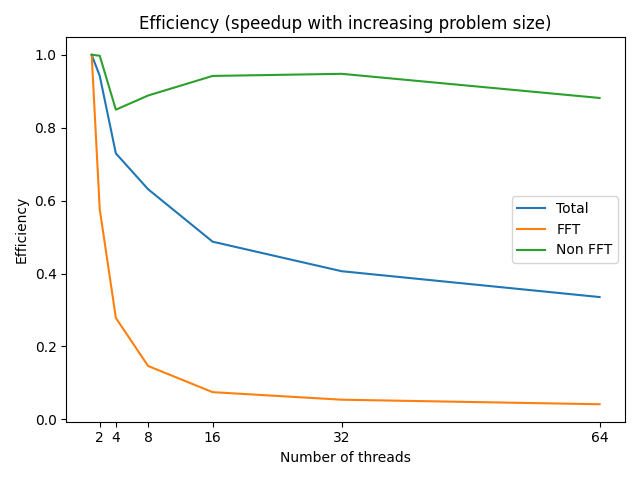 Efficiency (speedup with increasing problem size)
1.0
0.8
0.6
0.4
0.2
0.0
Efficiency
Total
FFT
Non FFT
2 4 8 16 32 64
Number of threads